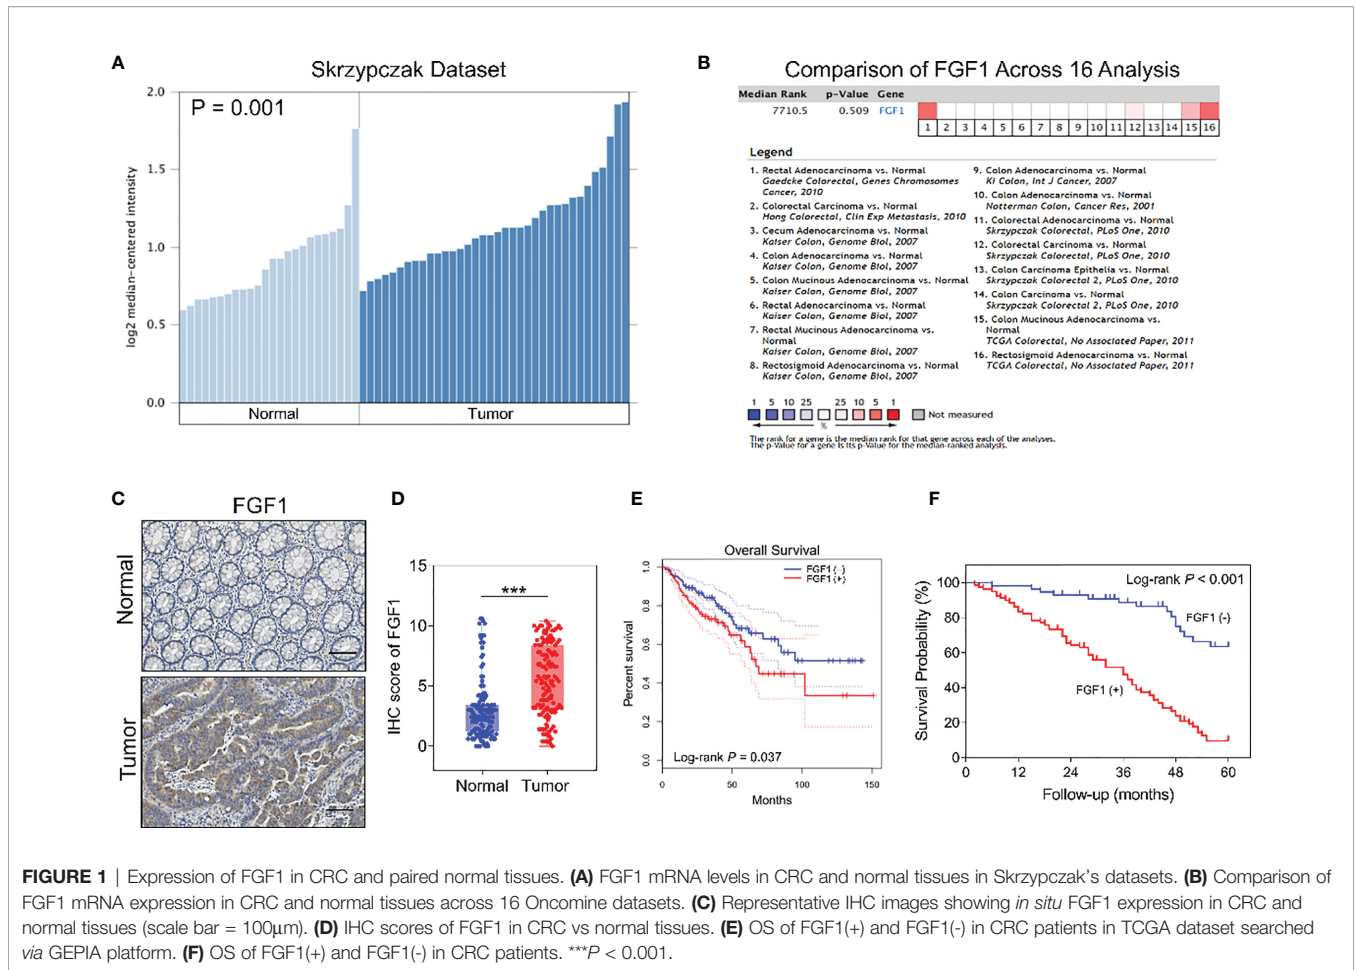 A
Skrzypczak Dataset
P = 0.001
2.0
1.5
1.0
0.5
0.0
log2 median-centered intensity
Normal
Tumor
B
Comparison of FGF1 Across 16 Analysis
Median Rank p-Value Gene
7710.5 0.509 FGF1
1 2 3 4 5 6 7 8 9 10 11 12 13 14 15 16
Legend
1. Rectal Adenocarcinoma vs. Normal
Gaedcke Colorectal, Genes Chromosomes
Cancer, 2010
2. Colorectal Carcinoma vs. Normal
Hong Colorectal, Clin Exp Metastasis, 2010
3. Cecum Adenocarcinoma vs. Normal
Kaiser Colon, Genome Biol, 2007
4. Colon Adenocarcinoma vs. Normal
Kaiser Colon, Genome Biol, 2007
5. Colon Mucinous Adenocarcinoma vs. Normal
Kaiser Colon, Genome Biol, 2007
6. Rectal Adenocarcinoma vs. Normal
Kaiser Colon, Genome Biol, 2007
7. Rectal Mucinous Adenocarcinoma vs.
Normal
Kaiser Colon, Genome Biol, 2007
8. Rectosigmoid Adenocarcinoma vs. Normal
Kaiser Colon, Genome Biol, 2007
9. Colon Adenocarcinoma vs. Normal
Ki Colon, Int J Cancer, 2007
10. Colon Adenocarcinoma vs. Normal
Notterman Colon, Cancer Res, 2001
11. Colorectal Adenocarcinoma vs. Normal
Skrzypczak Colorectal, PLoS One, 2010
12. Colorectal Carcinoma vs. Normal
Skrzypczak Colorectal, PLoS One, 2010
13. Colon Carcinoma Epithelia vs. Normal
Skrzypczak Colorectal 2, PLoS One, 2010
14. Colon Carcinoma vs. Normal
Skrzypczak Colorectal 2, PLoS One, 2010
15. Colon Mucinous Adenocarcinoma vs.
Normal
TCGA Colorectal, No Associated Paper, 2011
16. Rectosigmoid Adenocarcinoma vs. Normal
TCGA Colorectal, No Associated Paper, 2011
1 5 10 25 25 10 5 1
Not measured
%
The rank for a gene is the median rank for that gene across each of the analyses.
The p-Value for a gene is its p-Value for the median-ranked analysis.
C
FGF1
Normal
Tumor
D
IHC score of FGF1
15
10
5
0
***
Normal Tumor
E
Overall Survival
FGF1 (–)
FGF1 (+)
Percent survival
1.0
0.8
0.6
0.4
0.2
0.0
Log-rank P = 0.037
0 50 100 150
Months
F
Log-rank P < 0.001
Survival Probability (%)
100
80
60
40
20
0
FGF1 (-)
FGF1 (+)
0 12 24 36 48 60
Follow-up (months)
FIGURE 1 | Expression of FGF1 in CRC and paired normal tissues. (A) FGF1 mRNA levels in CRC and normal tissues in Skrzypczak's datasets. (B) Comparison of
FGF1 mRNA expression in CRC and normal tissues across 16 Oncomine datasets. (C) Representative IHC images showing in situ FGF1 expression in CRC and
normal tissues (scale bar = 100μm). (D) IHC scores of FGF1 in CRC vs normal tissues. (E) OS of FGF1(+) and FGF1(-) in CRC patients in TCGA dataset searched
via GEPIA platform. (F) OS of FGF1(+) and FGF1(-) in CRC patients. ***P < 0.001.